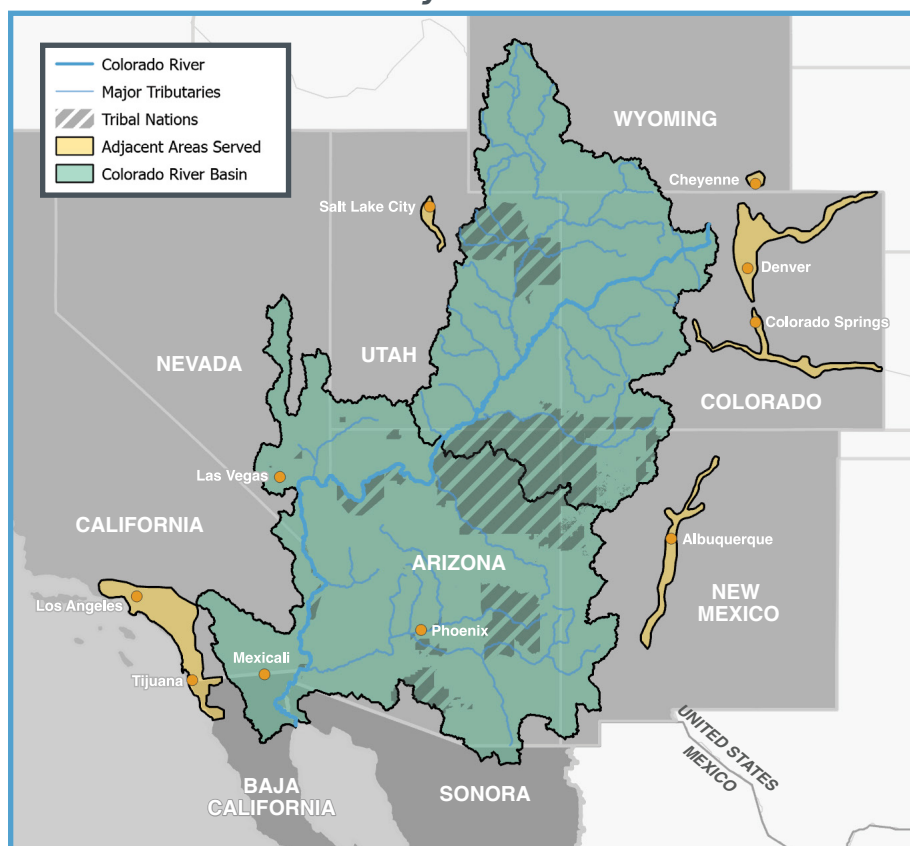 Colorado River
Major Tributaries
Tribal Nations
Adjacent Areas Served
Colorado River Basin
WYOMING
Cheyenne
Salt Lake City
Denver
Colorado Springs
NEVADA
UTAH
COLORADO
Las Vegas
CALIFORNIA
Albuquerque
ARIZONA
NEW
MEXICO
Los Angeles
Phoenix
Mexicali
Tijuana
UNITED STATES
MEXICO
BAJA
CALIFORNIA
SONORA